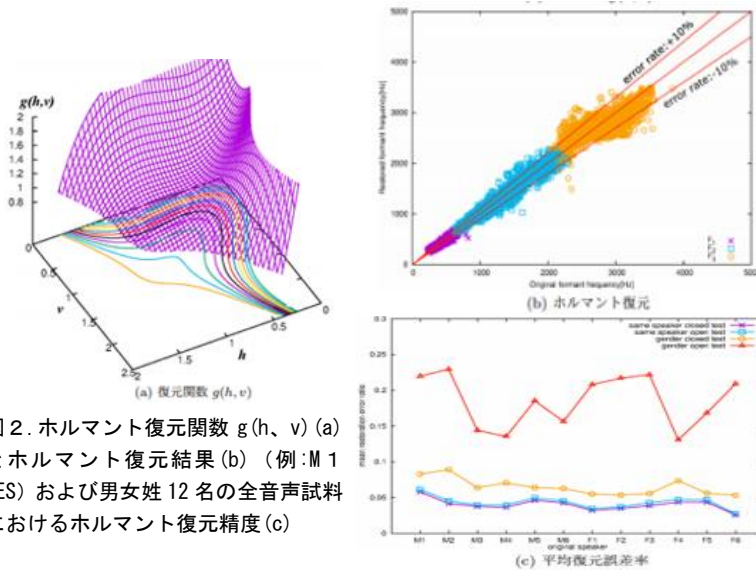 g(h,v)
2
1.8
1.6
1.4
1.2
1
0.8
0
0.5
1
1.5
2
2.5
v
2
1.5
1
0.5
0
h
(a) 復元関数 g(h, v)
図２. ホルマント復元関数 g(h、v) (a)
とホルマント復元結果(b) (例:M１
ES) および男女姓 12 名の全音声試料
におけるホルマント復元精度(c)
5000
4000
3000
2000
1000
0
Restored formant frequency[Hz]
error rate:+10%
error rate:-10%
0 1000 2000 3000 4000 5000
Original formant frequency[Hz]
(b) ホルマント復元
0.3
0.25
0.2
0.15
0.1
0.05
0
mean restoration error rate
same speaker closed test
same speaker open test
gender closed test
gender open test
M1 M2 M3 M4 M5 M6 F1 F2 F3 F4 F5 F6
original speaker
(c) 平均復元誤差率